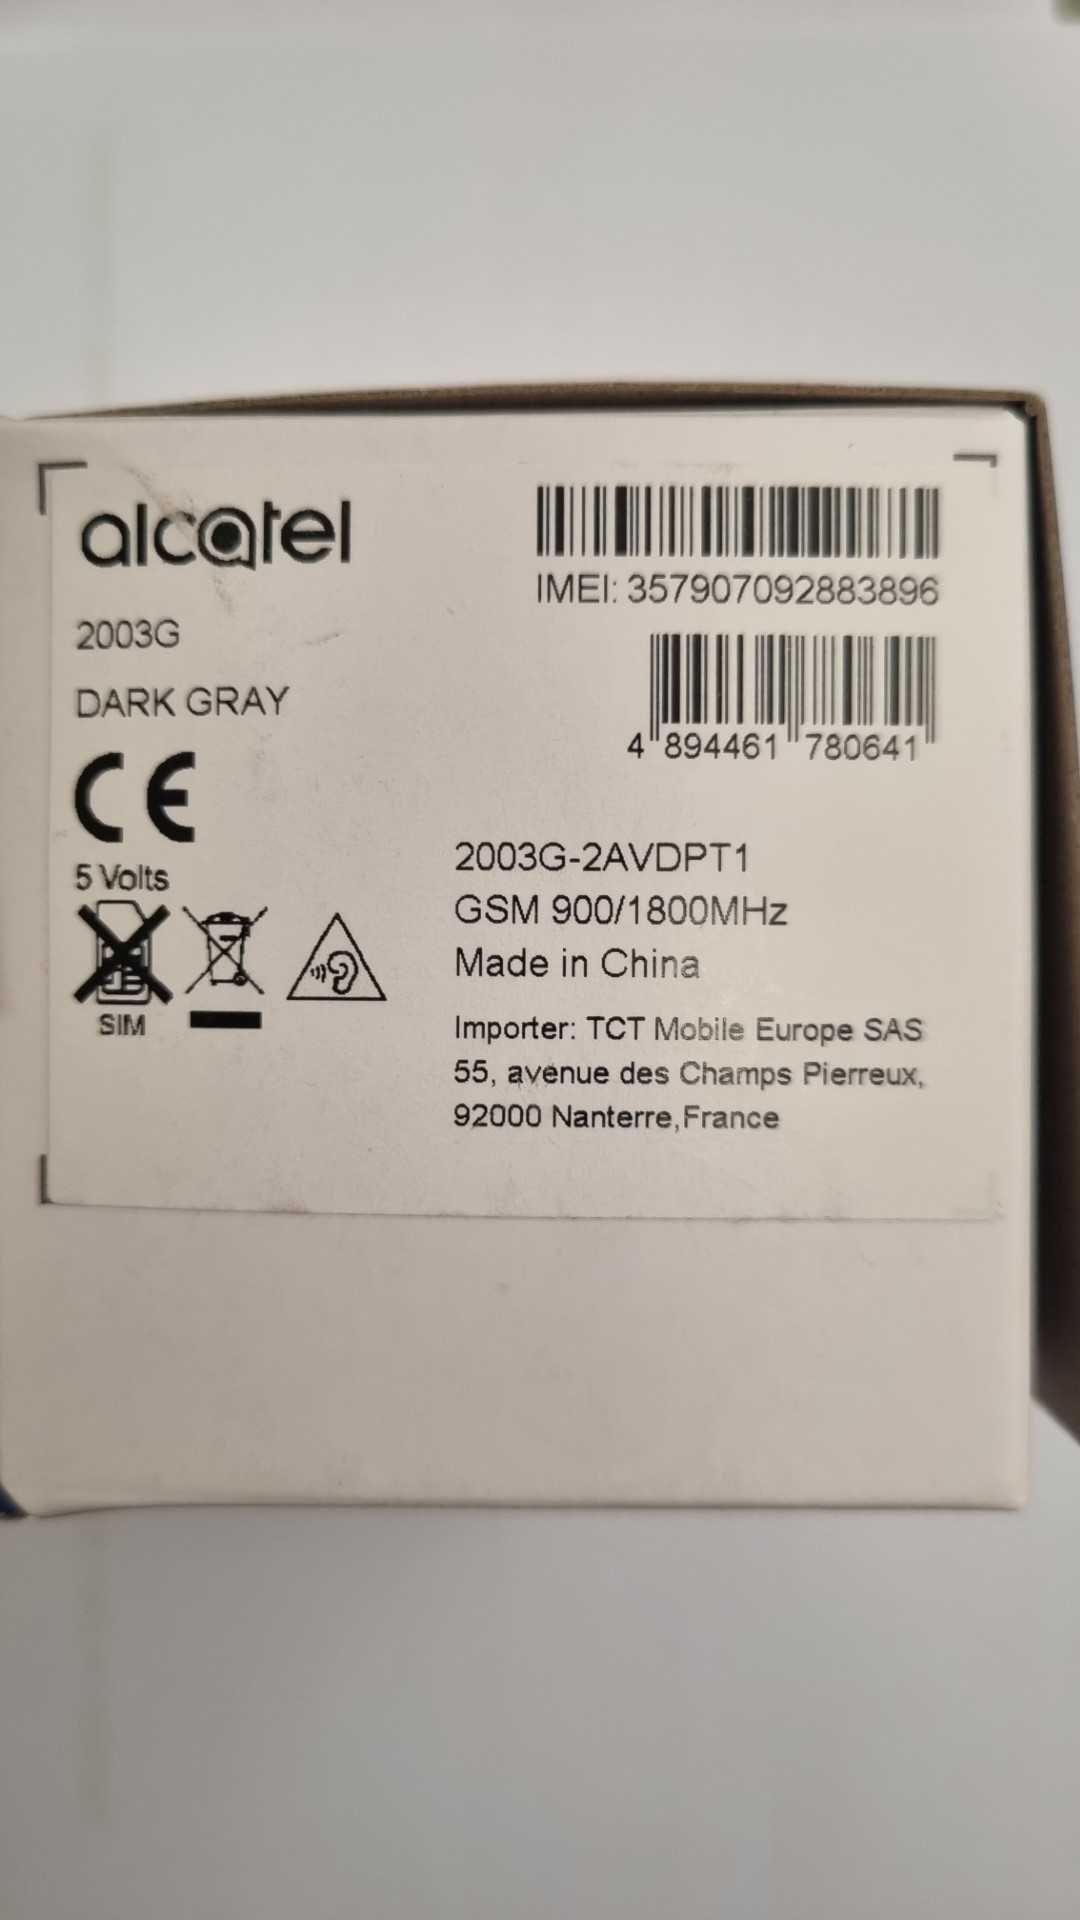 alcatel
IMEI: 357907092883896
2003G
DARK GRAY
4 894461 780641
CE
5 Volts
SIM
2003G-2AVDPT1
GSM 900/1800MHz
Made in China
Importer: TCT Mobile Europe SAS
55, avenue des Champs Pierreux,
92000 Nanterre,France